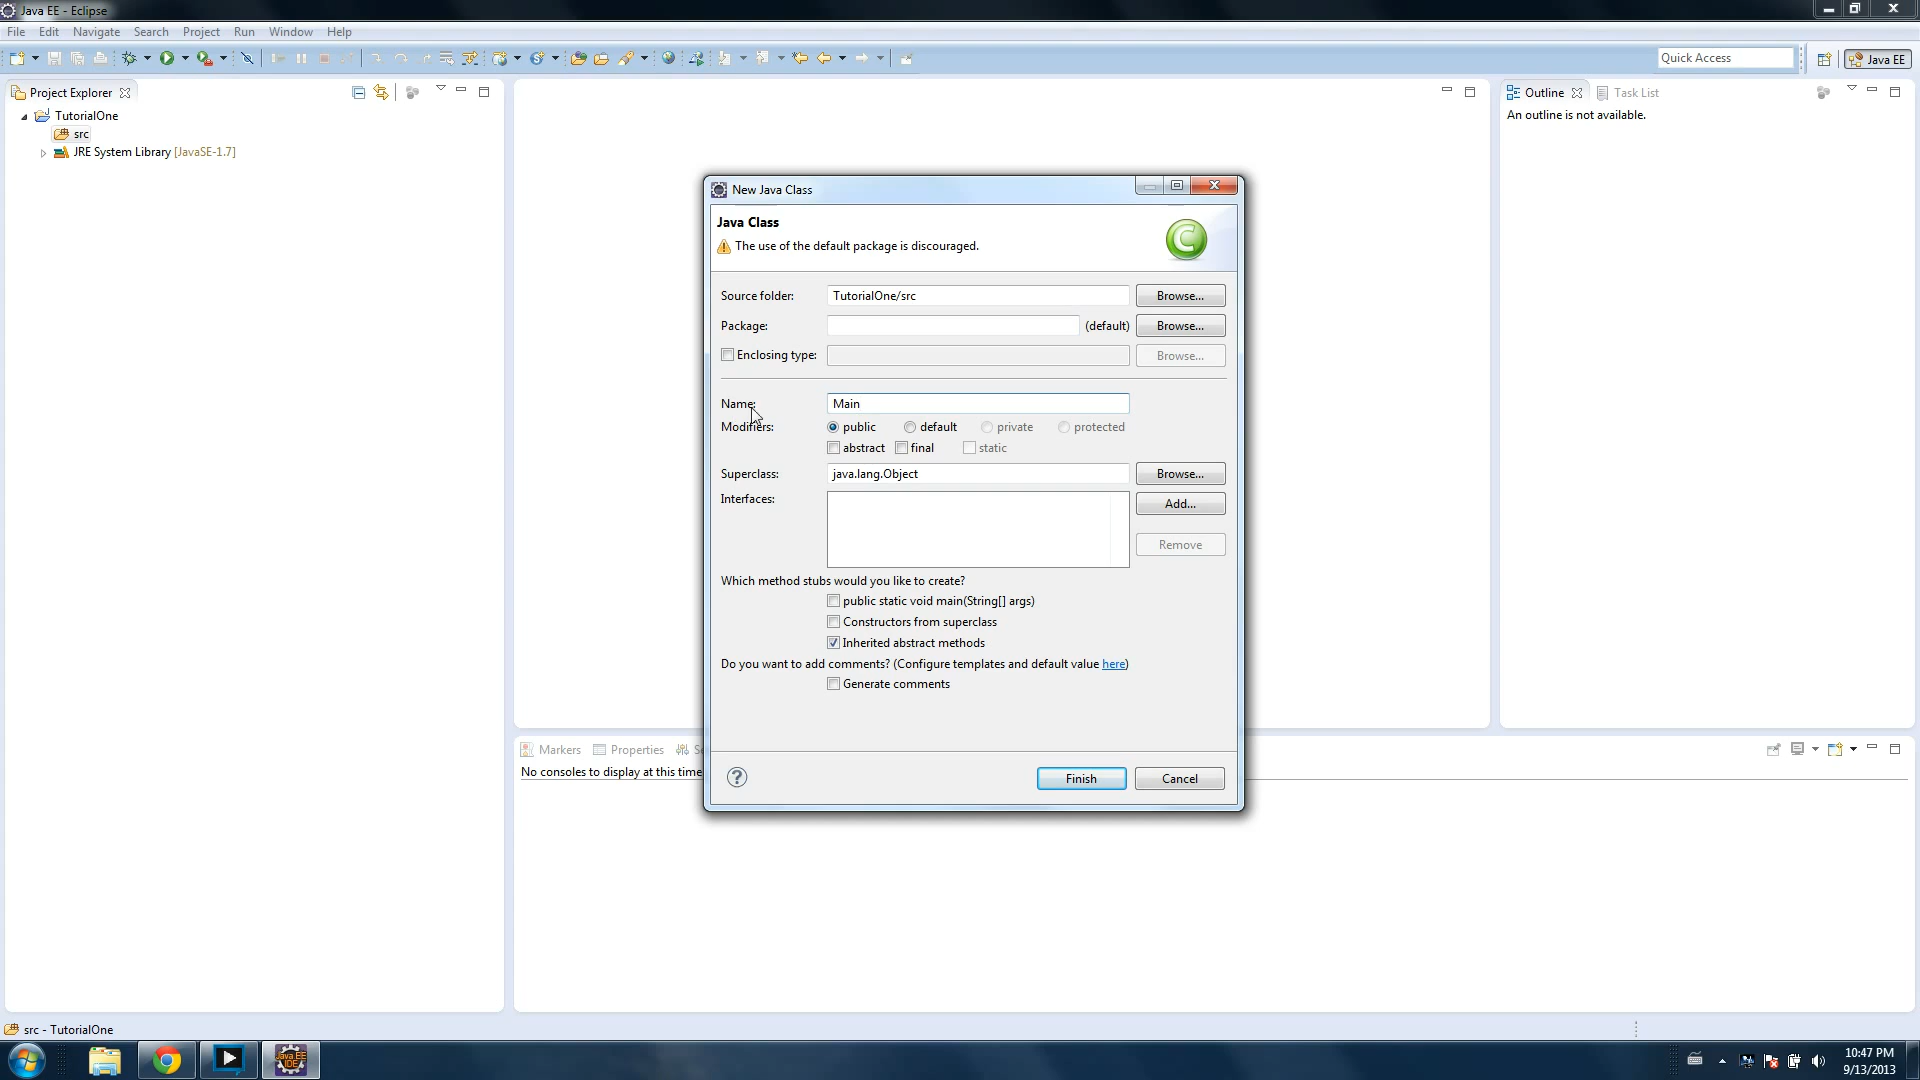 Java EE - Eclipse
File Edit Navigate Search Project Run Window Help
Quick Access
Java EE
Project Explorer
TutorialOne
src
JRE System Library [JavaSE-1.7]
Outline
Task List
An outline is not available.
New Java Class
Java Class
The use of the default package is discouraged.
Source folder: TutorialOne/src Browse...
Package: (default) Browse...
Enclosing type: Browse...
Name: Main
Modifiers: public default private protected
abstract final static
Superclass: java.lang.Object Browse...
Interfaces: Add...
Remove
Which method stubs would you like to create?
public static void main(String[] args)
Constructors from superclass
Inherited abstract methods
Do you want to add comments? (Configure templates and default value here)
Generate comments
Finish Cancel
Markers Properties Se
No consoles to display at this time
src - TutorialOne
Java EE
IDE
10:47 PM
9/13/2013